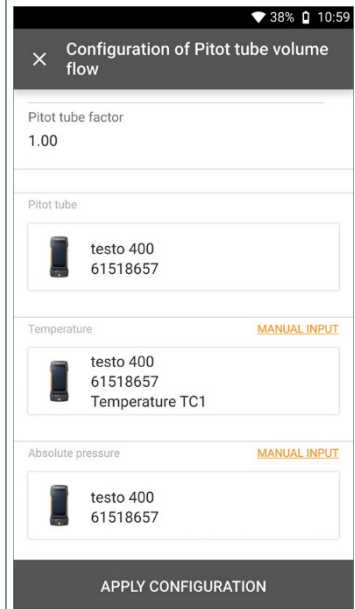 38% 10:59
Configuration of Pitot tube volume
flow
Pitot tube factor
1.00
Pitot tube
testo 400
61518657
Temperature
MANUAL INPUT
testo 400
61518657
Temperature TC1
Absolute pressure
MANUAL INPUT
testo 400
61518657
APPLY CONFIGURATION